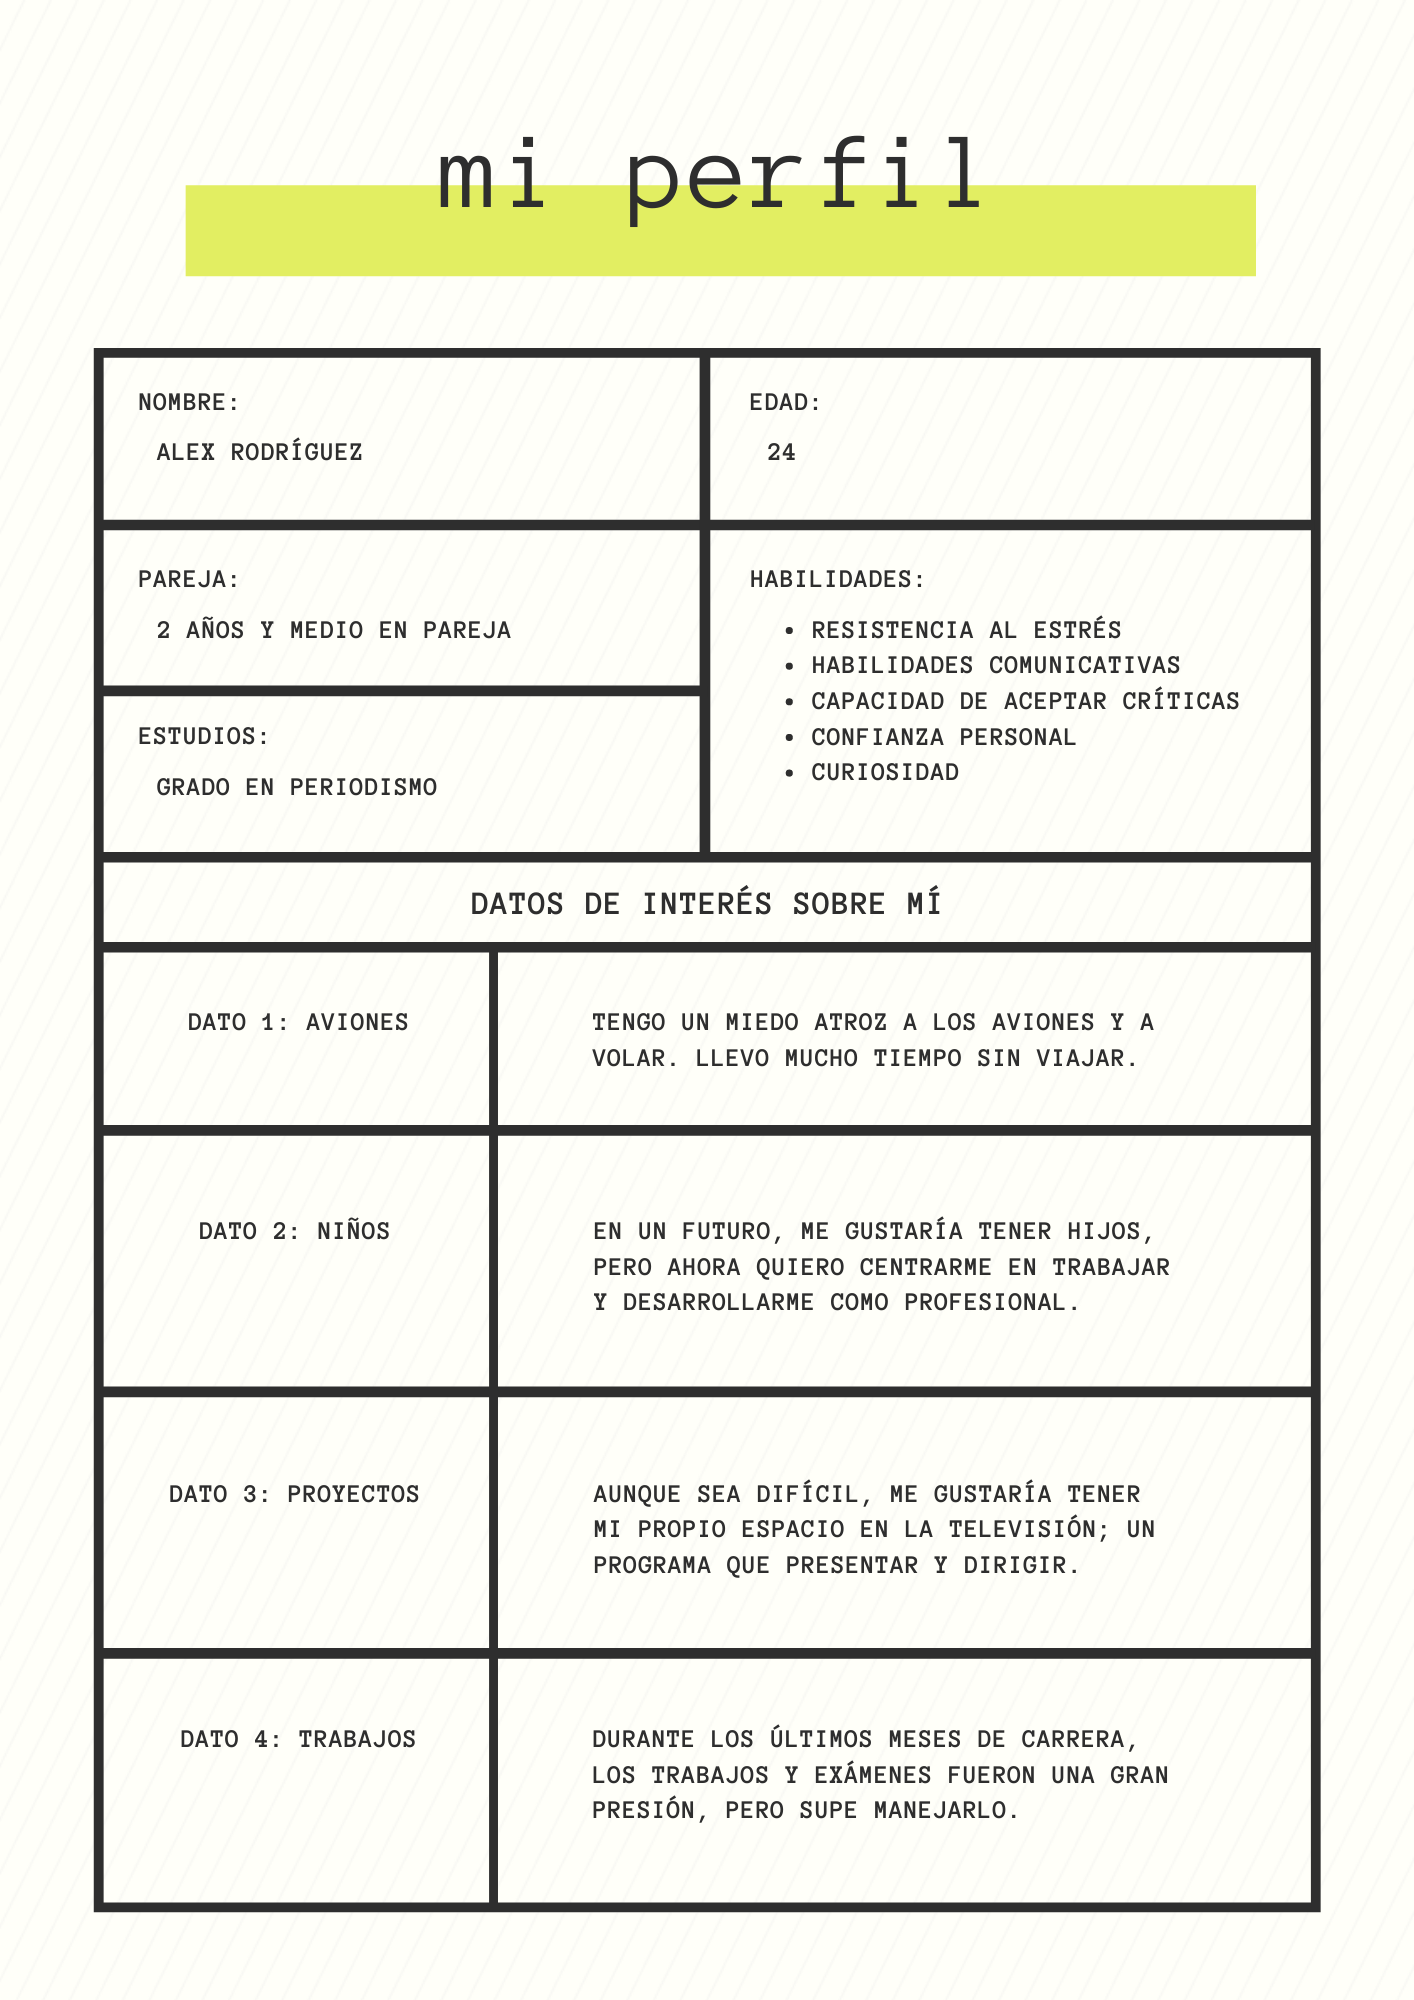 mi perfil
NOMBRE:
ALEX RODRÍGUEZ
EDAD:
24
PAREJA:
2 AÑOS Y MEDIO EN PAREJA
ESTUDIOS:
GRADO EN PERIODISMO
HABILIDADES:
• RESISTENCIA AL ESTRÉS
• HABILIDADES COMUNICATIVAS
• CAPACIDAD DE ACEPTAR CRÍTICAS
• CONFIANZA PERSONAL
• CURIOSIDAD
DATOS DE INTERÉS SOBRE MÍ
DATO 1: AVIONES
TENGO UN MIEDO ATROZ A LOS AVIONES Y A
VOLAR. LLEVO MUCHO TIEMPO SIN VIAJAR.
DATO 2: NIÑOS
EN UN FUTURO, ME GUSTARÍA TENER HIJOS,
PERO AHORA QUIERO CENTRARME EN TRABAJAR
Y DESARROLLARME COMO PROFESIONAL.
DATO 3: PROYECTOS
AUNQUE SEA DIFÍCIL, ME GUSTARÍA TENER
MI PROPIO ESPACIO EN LA TELEVISIÓN; UN
PROGRAMA QUE PRESENTAR Y DIRIGIR.
DATO 4: TRABAJOS
DURANTE LOS ÚLTIMOS MESES DE CARRERA,
LOS TRABAJOS Y EXÁMENES FUERON UNA GRAN
PRESIÓN, PERO SUPE MANEJARLO.